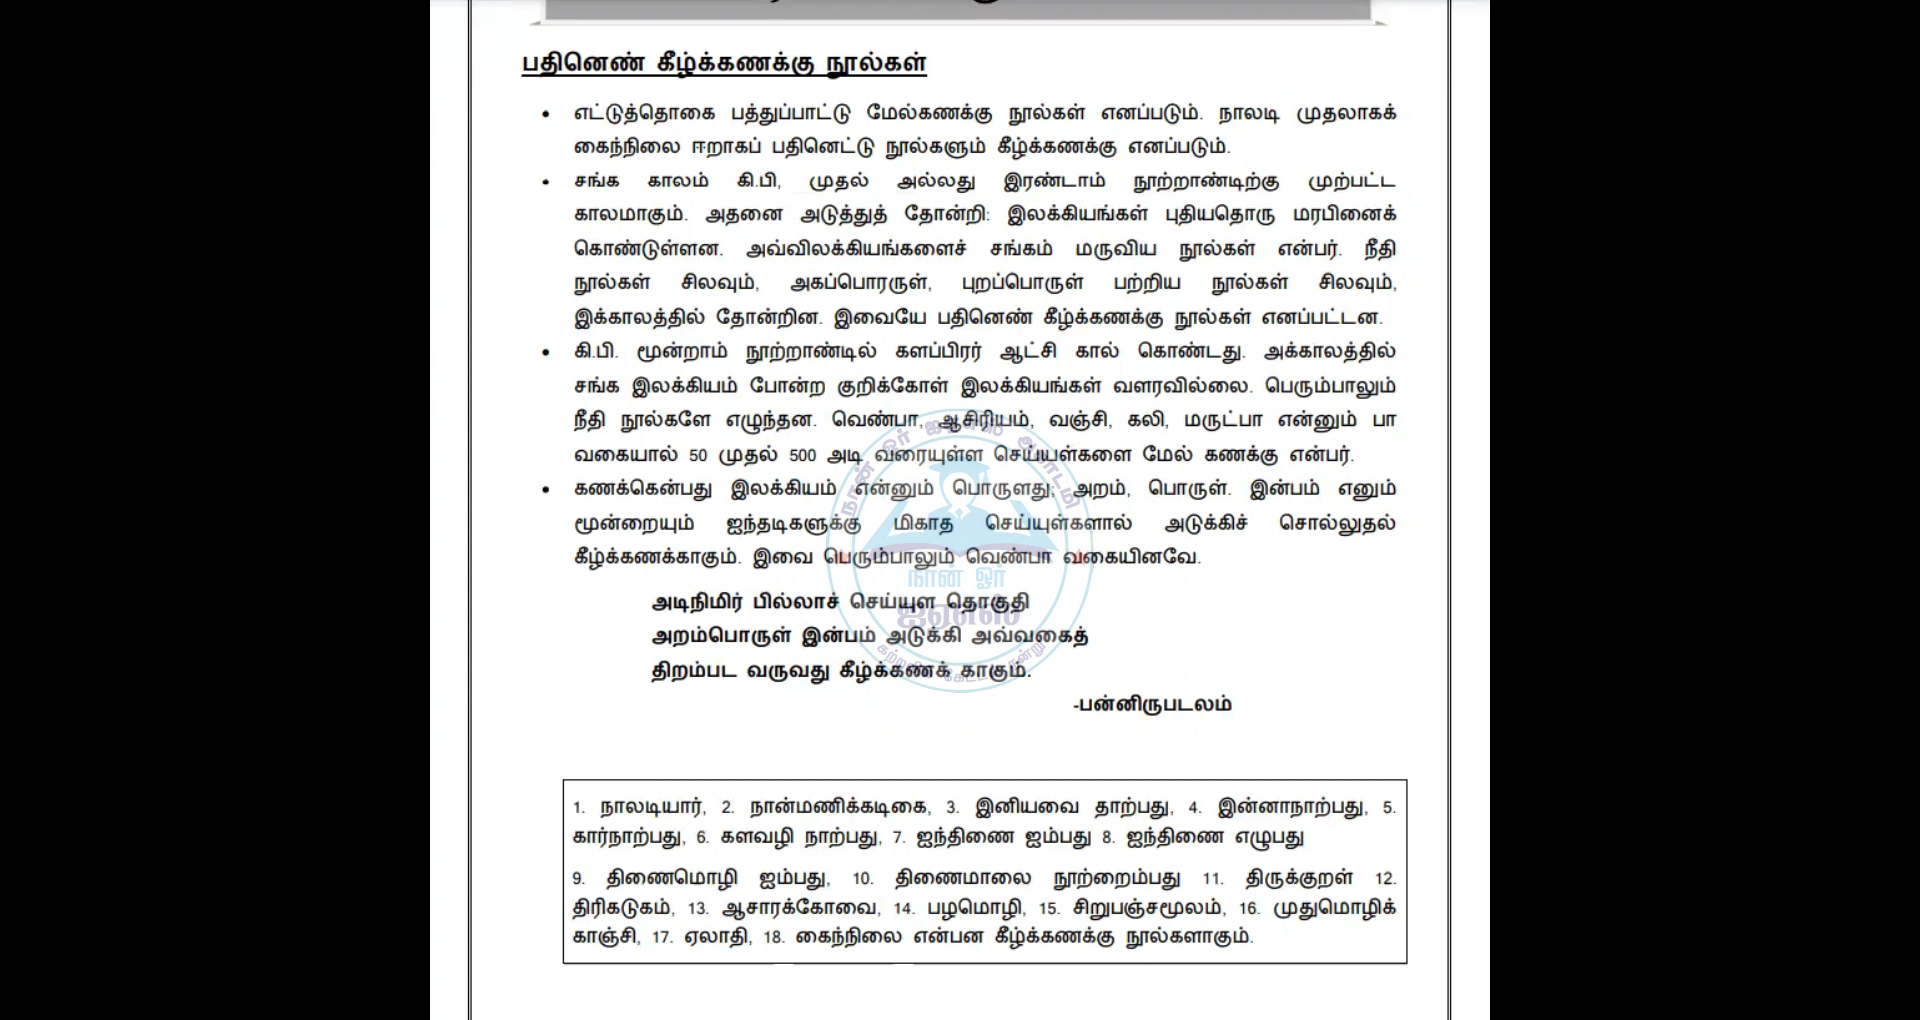 பதினெண் கீழ்க்கணக்கு நூல்கள்
• எட்டுத்தொகை பத்துப்பாட்டு மேல்கணக்கு நூல்கள் எனப்படும். நாலடி முதலாகக்
கைந்நிலை ஈறாகப் பதினெட்டு நூல்களும் கீழ்க்கணக்கு எனப்படும்.
• சங்க காலம் கி.பி, முதல் அல்லது இரண்டாம் நூற்றாண்டிற்கு முற்பட்ட
காலமாகும். அதனை அடுத்துத் தோன்றி: இலக்கியங்கள் புதியதொரு மரபினைக்
கொண்டுள்ளன. அவ்விலக்கியங்களைச் சங்கம் மருவிய நூல்கள் என்பர். நீதி
நூல்கள் சிலவும், அகப்பொரருள், புறப்பொருள் பற்றிய நூல்கள் சிலவும்,
இக்காலத்தில் தோன்றின. இவையே பதினெண் கீழ்க்கணக்கு நூல்கள் எனப்பட்டன.
• கி.பி. மூன்றாம் நூற்றாண்டில் களப்பிரர் ஆட்சி கால் கொண்டது. அக்காலத்தில்
சங்க இலக்கியம் போன்ற குறிக்கோள் இலக்கியங்கள் வளரவில்லை. பெரும்பாலும்
நீதி நூல்களே எழுந்தன. வெண்பா, ஆசிரியம், வஞ்சி, கலி, மருட்பா என்னும் பா
வகையால் 50 முதல் 500 அடி வரையுள்ள செய்யள்களை மேல் கணக்கு என்பர்.
• கணக்கென்பது இலக்கியம் என்னும் பொருளது; அறம், பொருள். இன்பம் எனும்
மூன்றையும் ஐந்தடிகளுக்கு மிகாத செய்யுள்களால் அடுக்கிச் சொல்லுதல்
கீழ்க்கணக்காகும். இவை பெரும்பாலும் வெண்பா வகையினவே.
அடிநிமிர் பில்லாச் செய்யுள தொகுதி
அறம்பொருள் இன்பம் அடுக்கி அவ்வகைத்
திறம்பட வருவது கீழ்க்கணக் காகும்.
-பன்னிருபடலம்
நான் ஓர் ஐஏஎஸ் அகாடமி
நான் ஓர்
ஐஏஎஸ்
1. நாலடியார், 2. நான்மணிக்கடிகை, 3. இனியவை தாற்பது, 4. இன்னாநாற்பது, 5.
கார்நாற்பது, 6. களவழி நாற்பது, 7. ஐந்திணை ஐம்பது 8. ஐந்திணை எழுபது
9. திணைமொழி ஐம்பது, 10. திணைமாலை நூற்றைம்பது 11. திருக்குறள் 12.
திரிகடுகம், 13. ஆசாரக்கோவை, 14. பழமொழி, 15. சிறுபஞ்சமூலம், 16. முதுமொழிக்
காஞ்சி, 17. ஏலாதி, 18. கைந்நிலை என்பன கீழ்க்கணக்கு நூல்களாகும்.